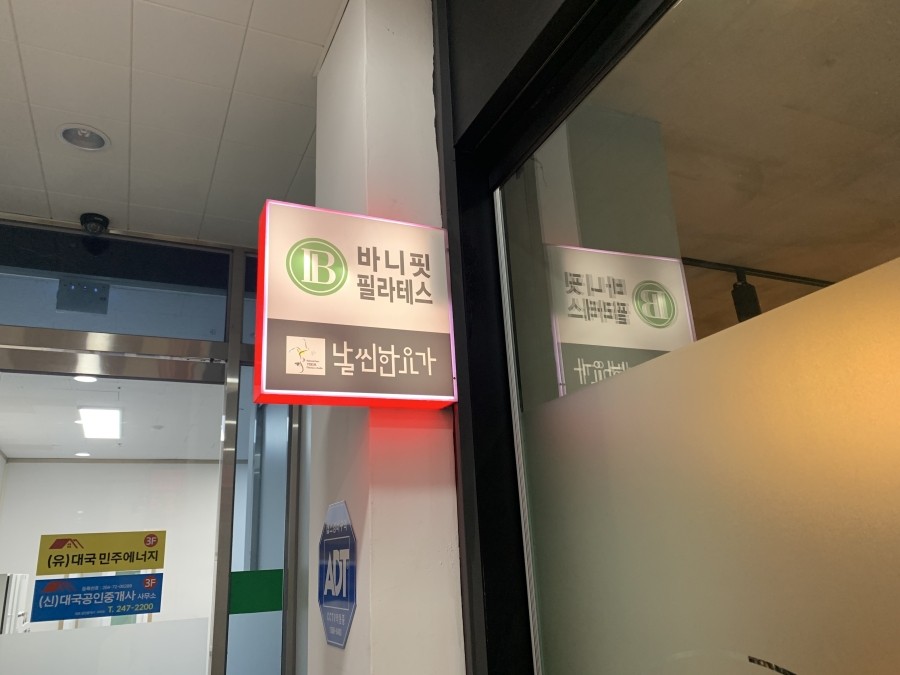 B
바니핏
필라테스
날씬한요가
3F
(유)대국 민주에너지
3F
(신)대국공인중개사 사무소
T. 247-2200
ADT